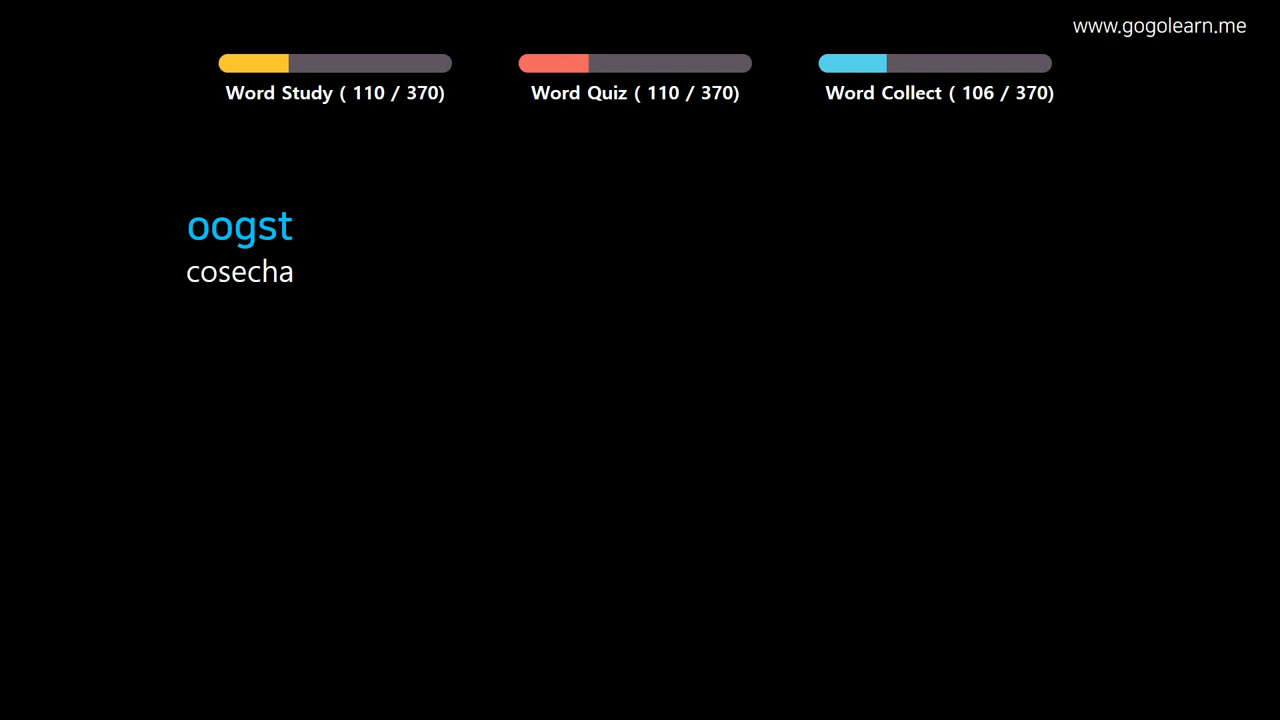 www.gogolearn.me
Word Study ( 110 / 370)
Word Quiz ( 110 / 370)
Word Collect ( 106 / 370)
oogst
cosecha